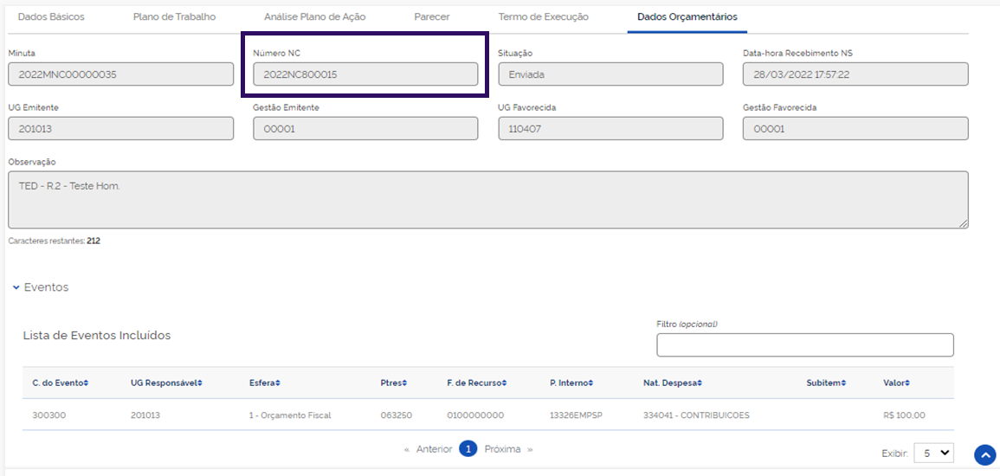 Dados Básicos Plano de Trabalho Análise Plano de Ação Parecer Termo de Execução Dados Orçamentários
Minuta Número NC Situação Data-hora Recebimento NS
2022MNC00000035 2022NC800015 Enviada 28/03/2022 17:57:22
UG Emitente Gestão Emitente UG Favorecida Gestão Favorecida
201013 00001 110407 00001
Observação
TED - R.2 - Teste Hom.
Caracteres restantes: 212
Eventos
Lista de Eventos Incluídos
Filtro (opcional)
C. do Evento UG Responsável Esfera Ptres F. de Recurso P. Interno Nat. Despesa Subitem Valor
300300 201013 1 - Orçamento Fiscal 063250 0100000000 13326EMPSP 334041 - CONTRIBUICOES R$ 100,00
« Anterior 1 Próxima »
Exibir: 5